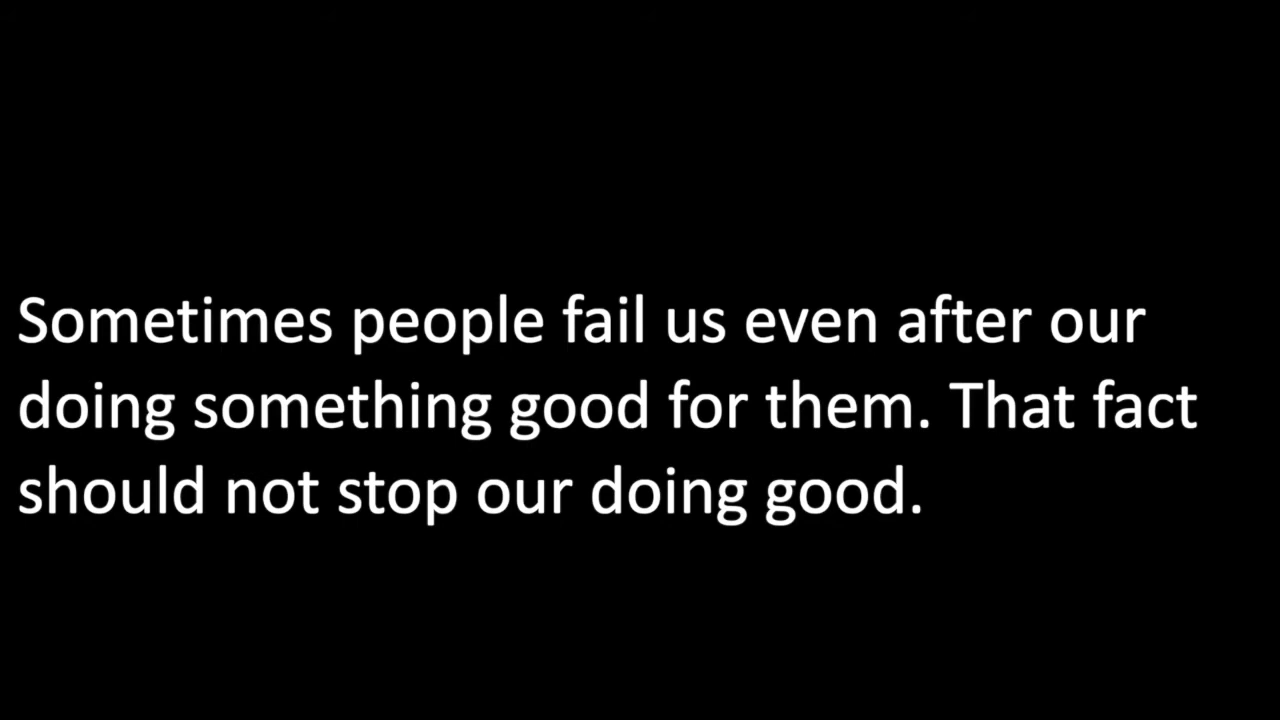 Sometimes people fail us even after our
doing something good for them. That fact
should not stop our doing good.